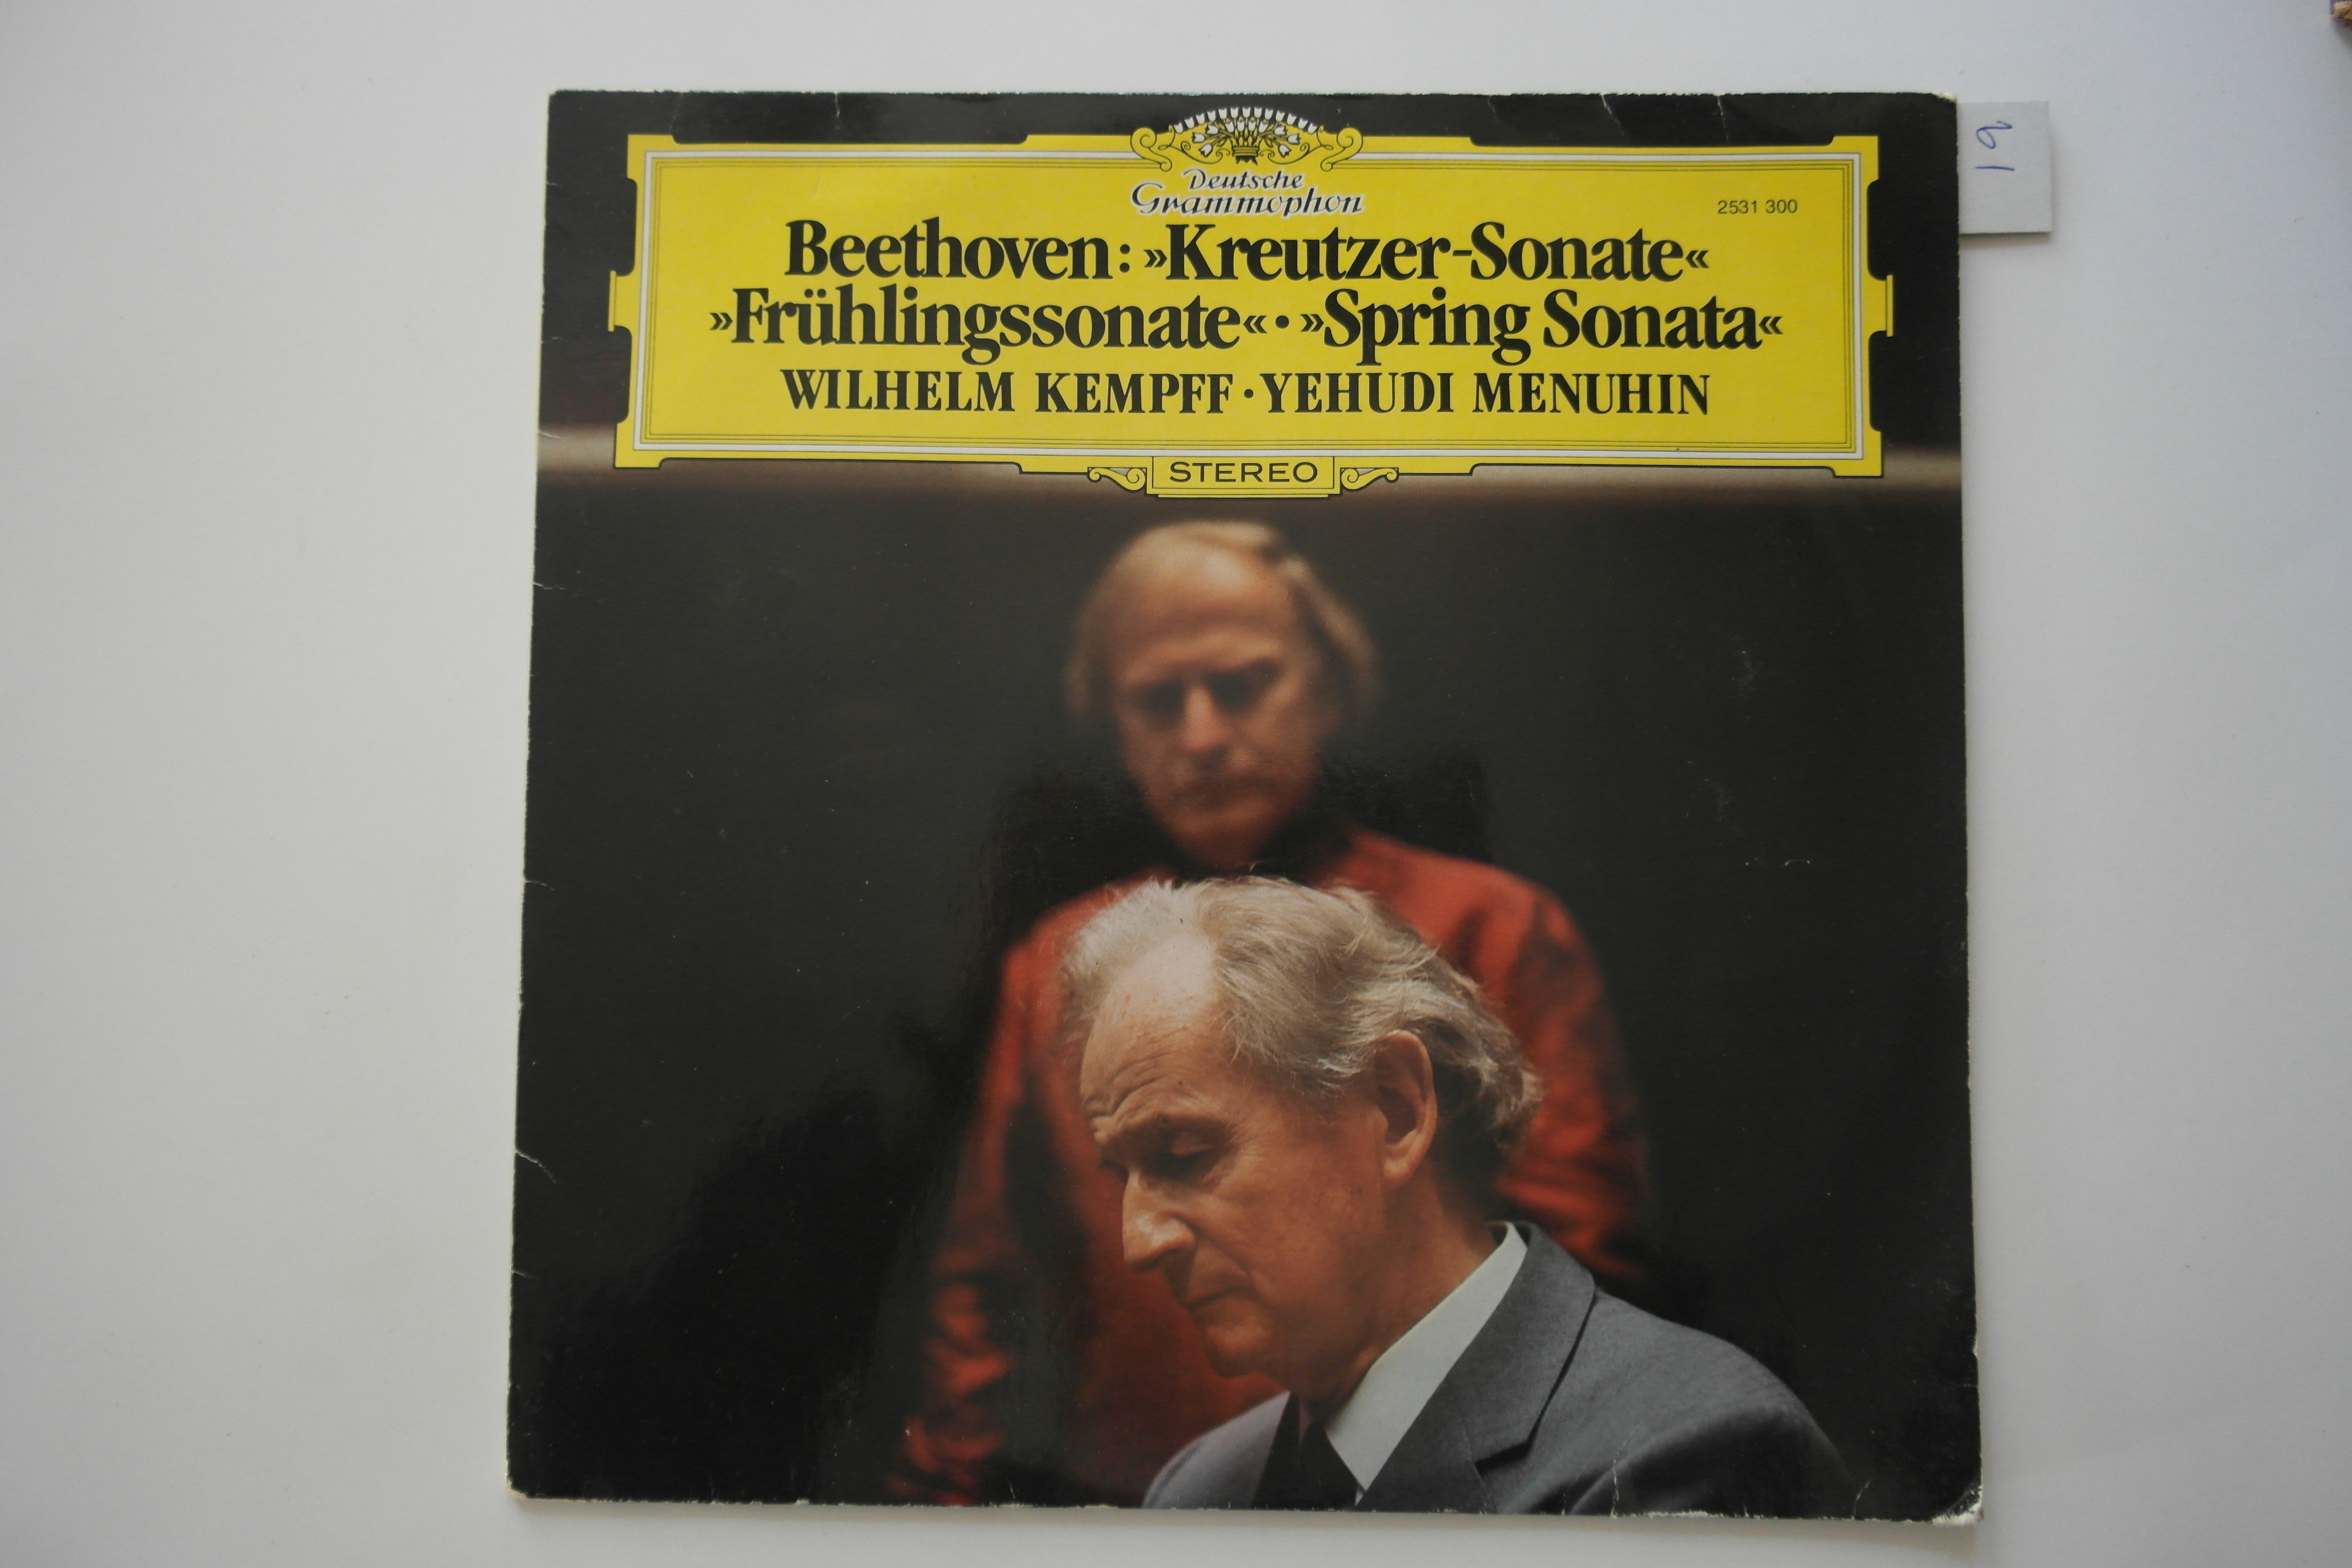 Deutsche
Grammophon
2531 300
Beethoven: »Kreutzer-Sonate«
»Frühlingssonate« · »Spring Sonata«
WILHELM KEMPFF · YEHUDI MENUHIN
STEREO
19